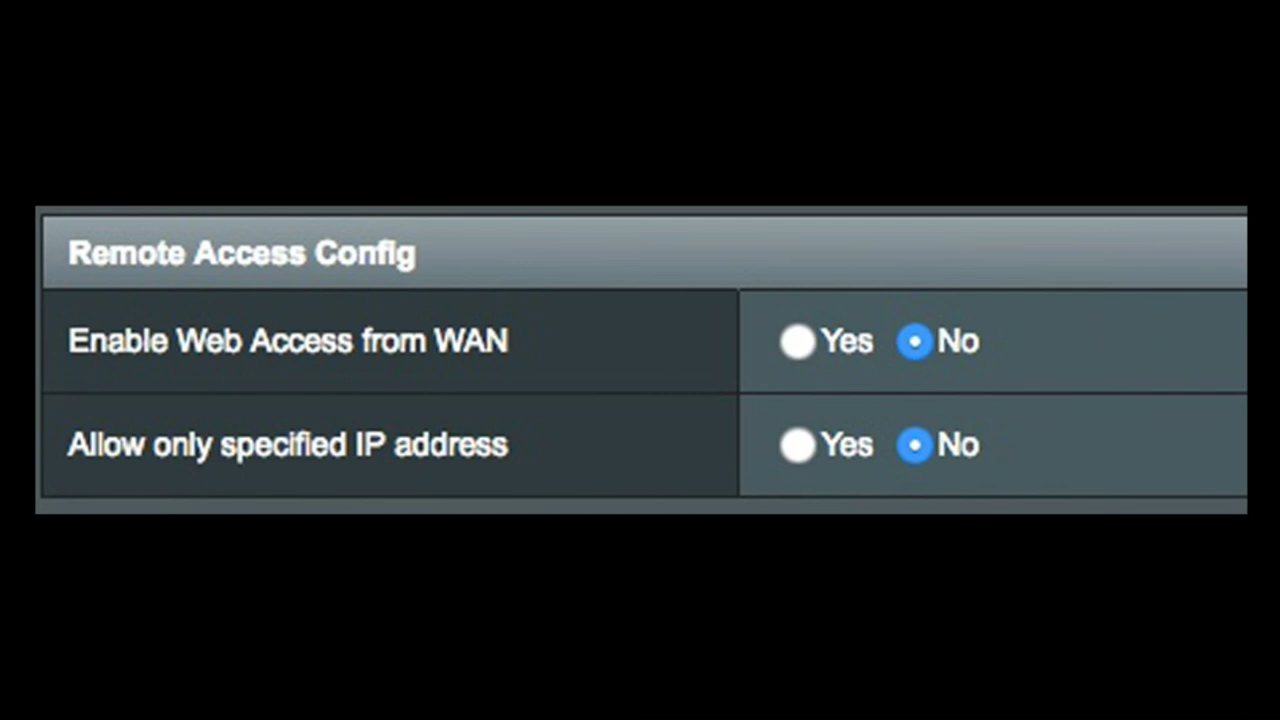 Remote Access Config
Enable Web Access from WAN Yes No
Allow only specified IP address Yes No